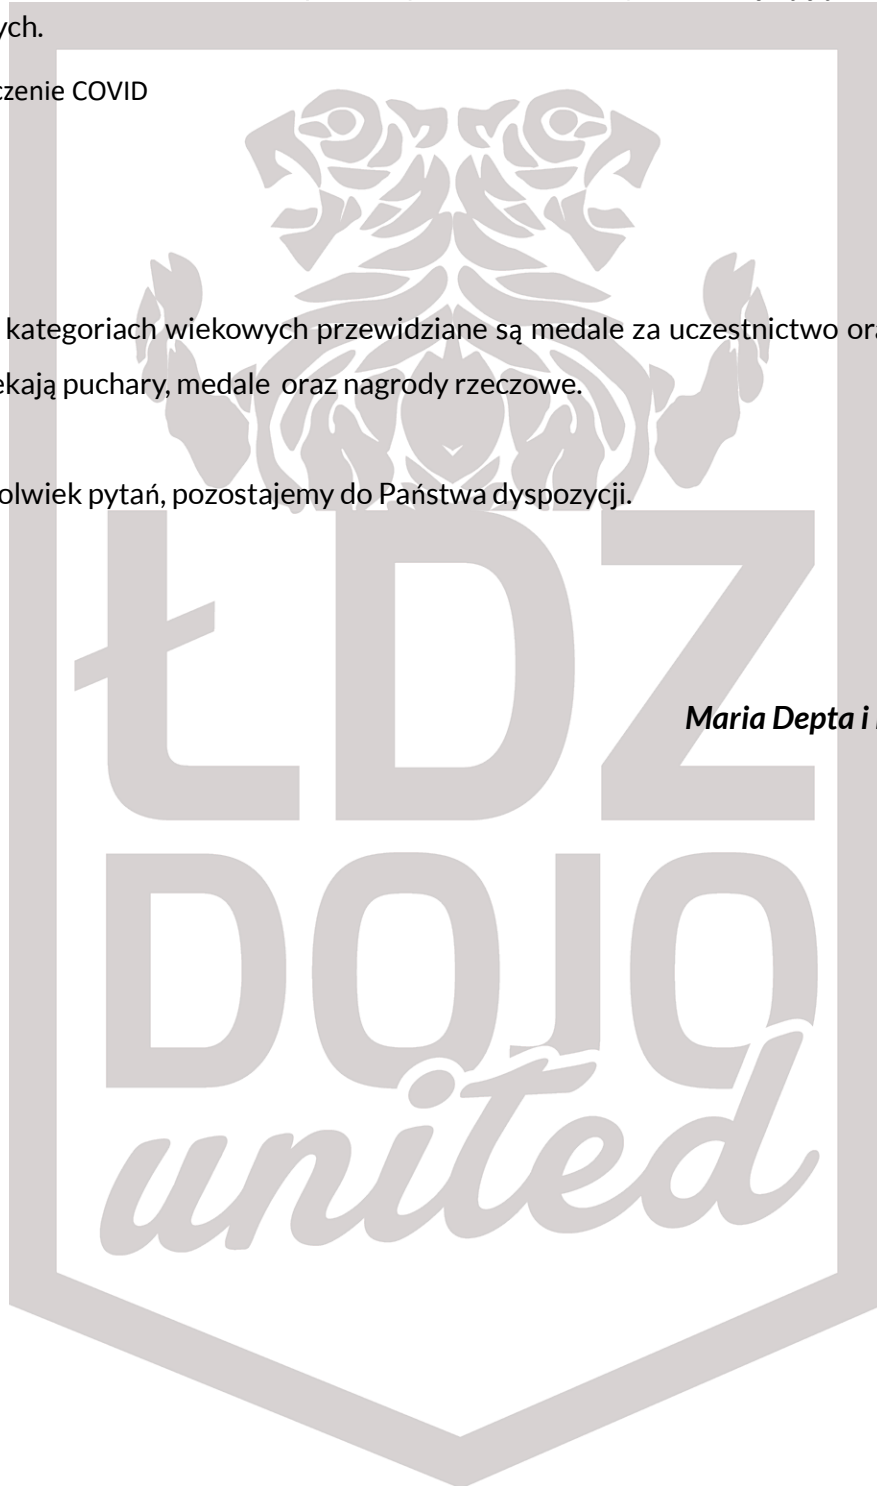 ych.
czenie COVID
kategoriach wiekowych przewidziane są medale za uczestnictwo ora
ekają puchary, medale oraz nagrody rzeczowe.
olwiek pytań, pozostajemy do Państwa dyspozycji.
Maria Depta i
ŁDZ
DOJO
united